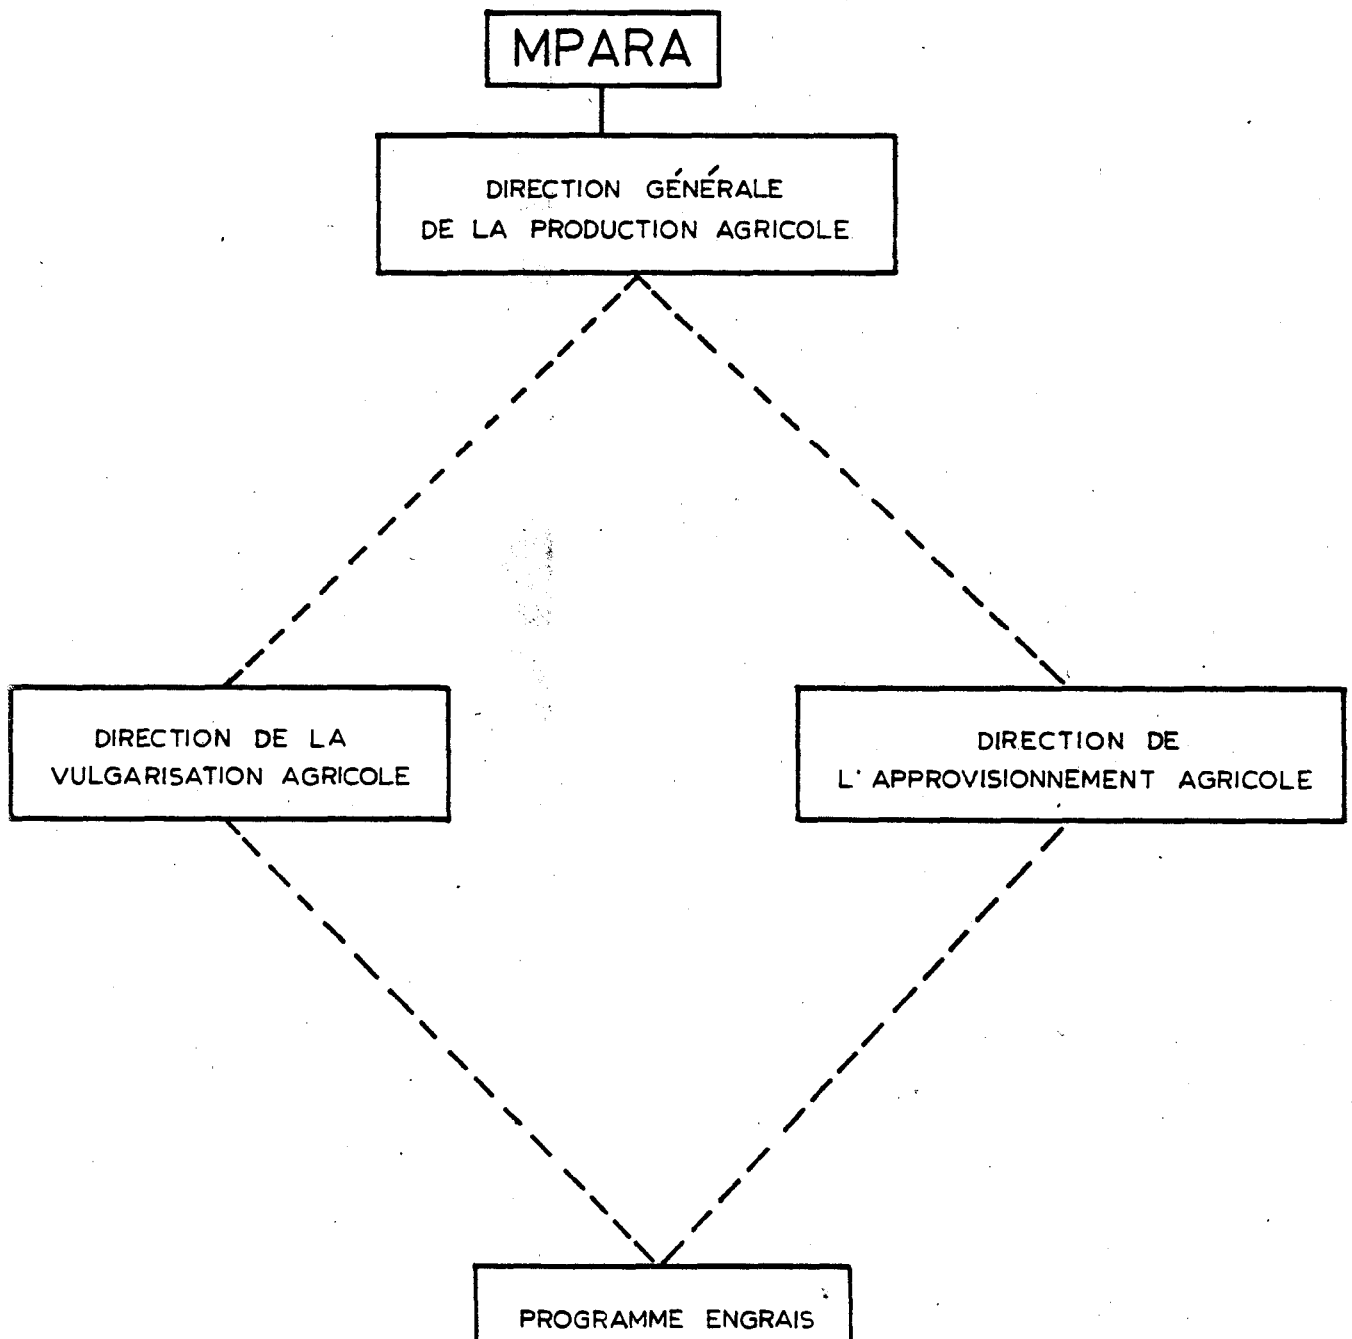 MPARA
DIRECTION GÉNÉRALE
DE LA PRODUCTION AGRICOLE
DIRECTION DE LA
VULGARISATION AGRICOLE
DIRECTION DE
L'APPROVISIONNEMENT AGRICOLE
PROGRAMME ENGRAIS